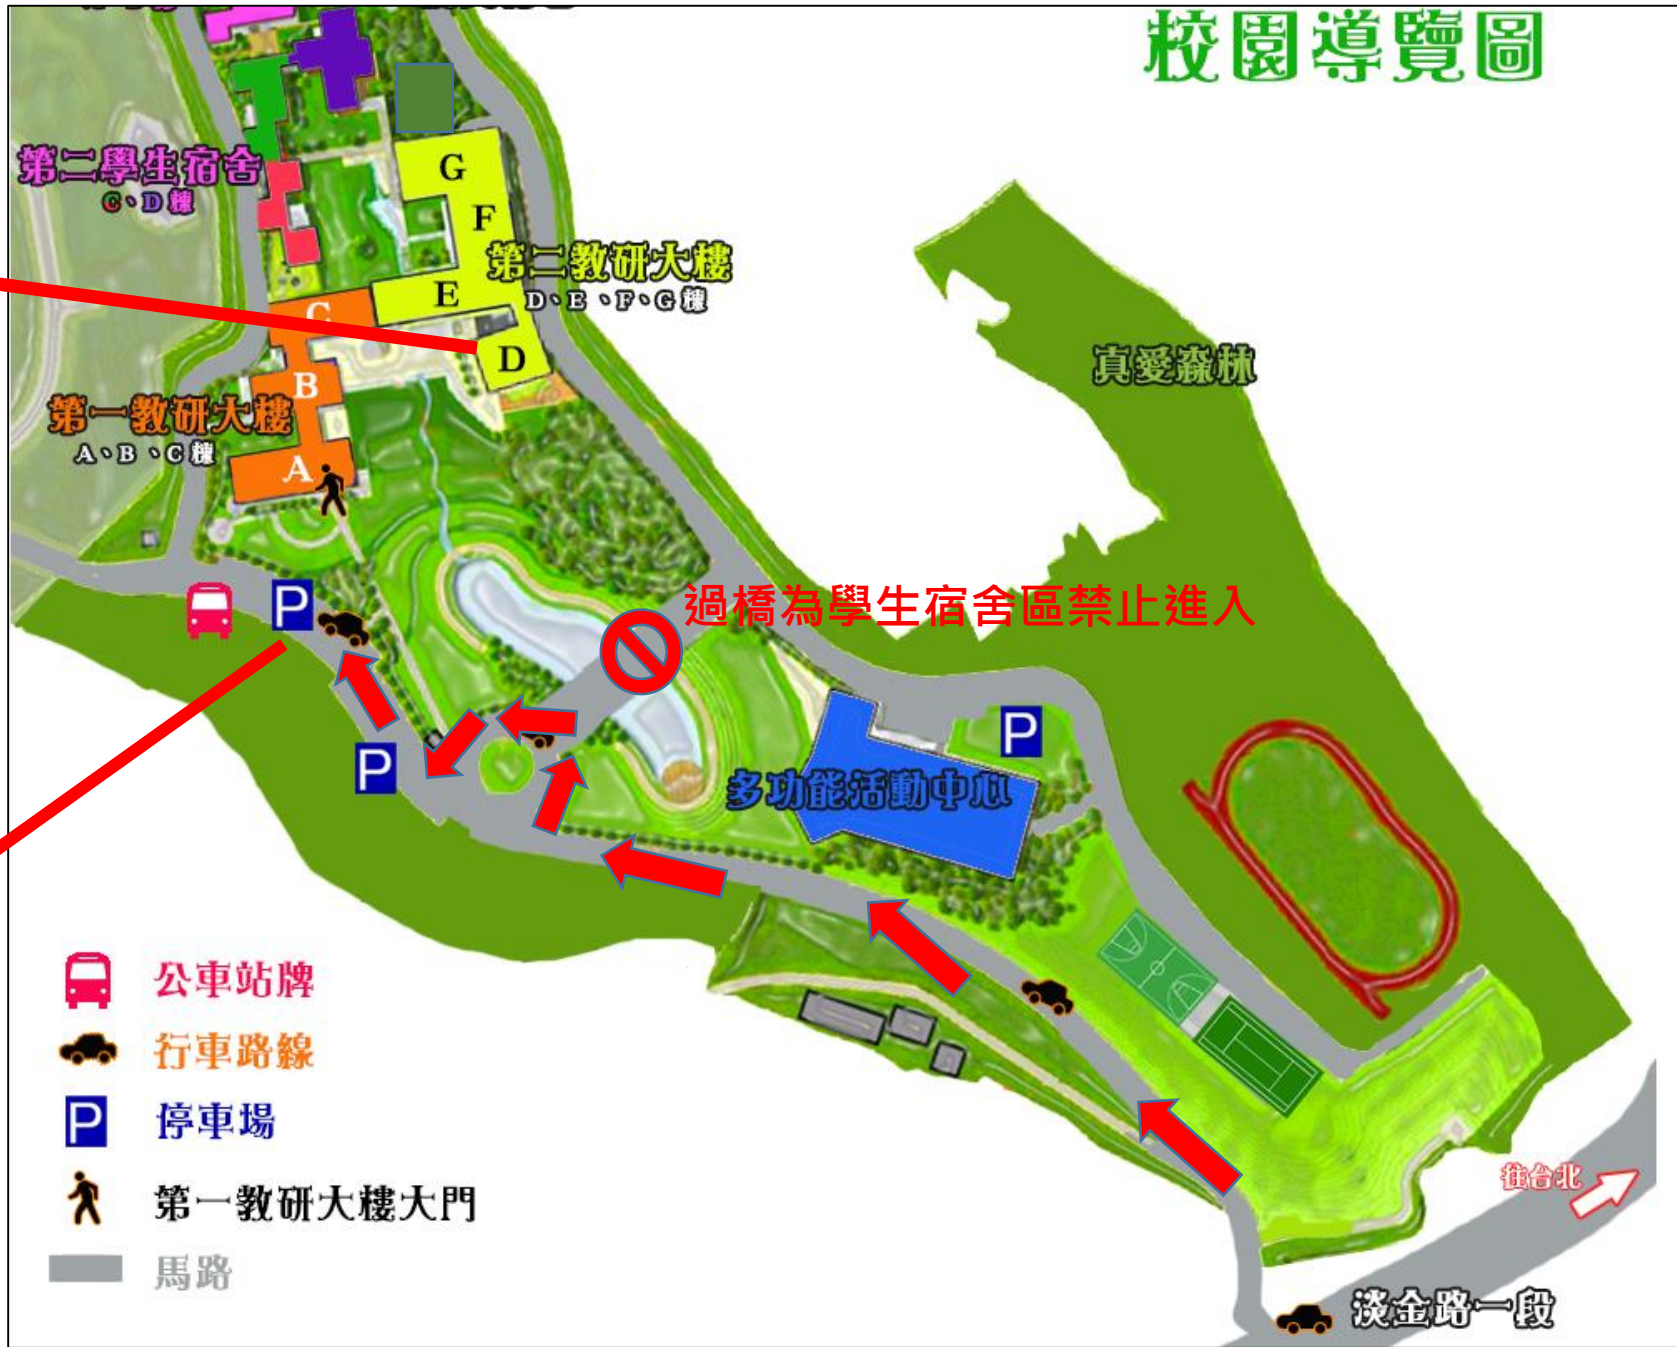 校園導覽圖
第二學生宿舍
C、D棟
G
F
第二教研大樓
D、E、F、G棟
E
C
D
B
真愛森林
第一教研大樓
A、B、C棟
A
過橋為學生宿舍區禁止進入
P
P
P
多功能活動中心
公車站牌
行車路線
P 停車場
第一教研大樓大門
馬路
往台北
淡金路一段